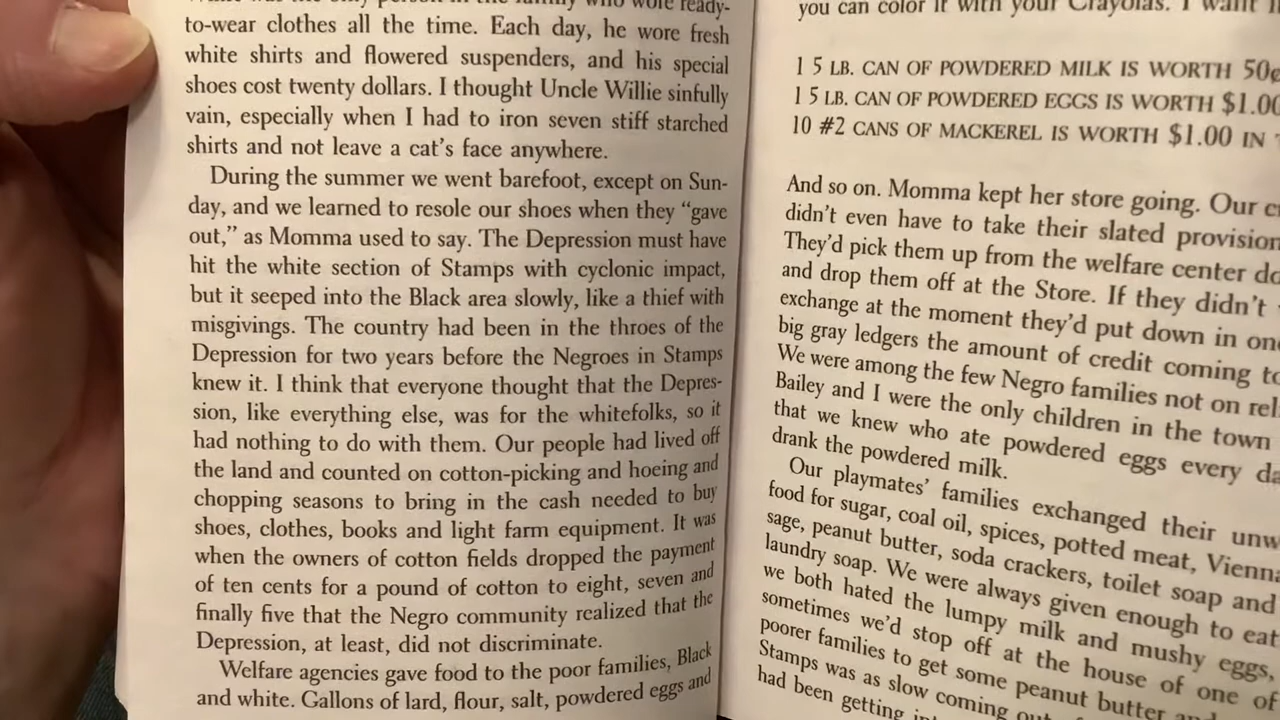 to-wear clothes all the time. Each day, he wore fresh
white shirts and flowered suspenders, and his special
shoes cost twenty dollars. I thought Uncle Willie sinfully
vain, especially when I had to iron seven stiff starched
shirts and not leave a cat's face anywhere.
During the summer we went barefoot, except on Sun-
day, and we learned to resole our shoes when they “gave
out,” as Momma used to say. The Depression must have
hit the white section of Stamps with cyclonic impact,
but it seeped into the Black area slowly, like a thief with
misgivings. The country had been in the throes of the
Depression for two years before the Negroes in Stamps
knew it. I think that everyone thought that the Depres-
sion, like everything else, was for the whitefolks, so it
had nothing to do with them. Our people had lived off
the land and counted on cotton-picking and hoeing and
chopping seasons to bring in the cash needed to buy
shoes, clothes, books and light farm equipment. It was
when the owners of cotton fields dropped the payment
of ten cents for a pound of cotton to eight, seven and
finally five that the Negro community realized that the
Depression, at least, did not discriminate.
Welfare agencies gave food to the poor families, Black
and white. Gallons of lard, flour, salt, powdered eggs and
you can color it with your Crayolas. I want
1 5 LB. CAN OF POWDERED MILK IS WORTH 50¢
1 5 LB. CAN OF POWDERED EGGS IS WORTH $1.00
10 #2 CANS OF MACKEREL IS WORTH $1.00 IN
And so on. Momma kept her store going. Our
didn't even have to take their slated
They'd pick them up from the welfare center
and drop them off at the Store. If they didn't
exchange at the moment they'd put down in
big gray ledgers the amount of credit coming
We were among the few Negro families not on
Bailey and I were the only children in the town
that we knew who ate powdered eggs every
drank the powdered milk.
Our playmates' families exchanged their
food for sugar, coal oil, spices, potted meat,
sage, peanut butter, soda crackers, toilet soap and
laundry soap. We were always given enough to eat
we both hated the lumpy milk and mushy eggs,
sometimes we'd stop off at the house of one of
poorer families to get some peanut butter
Stamps was as slow coming
had been getting